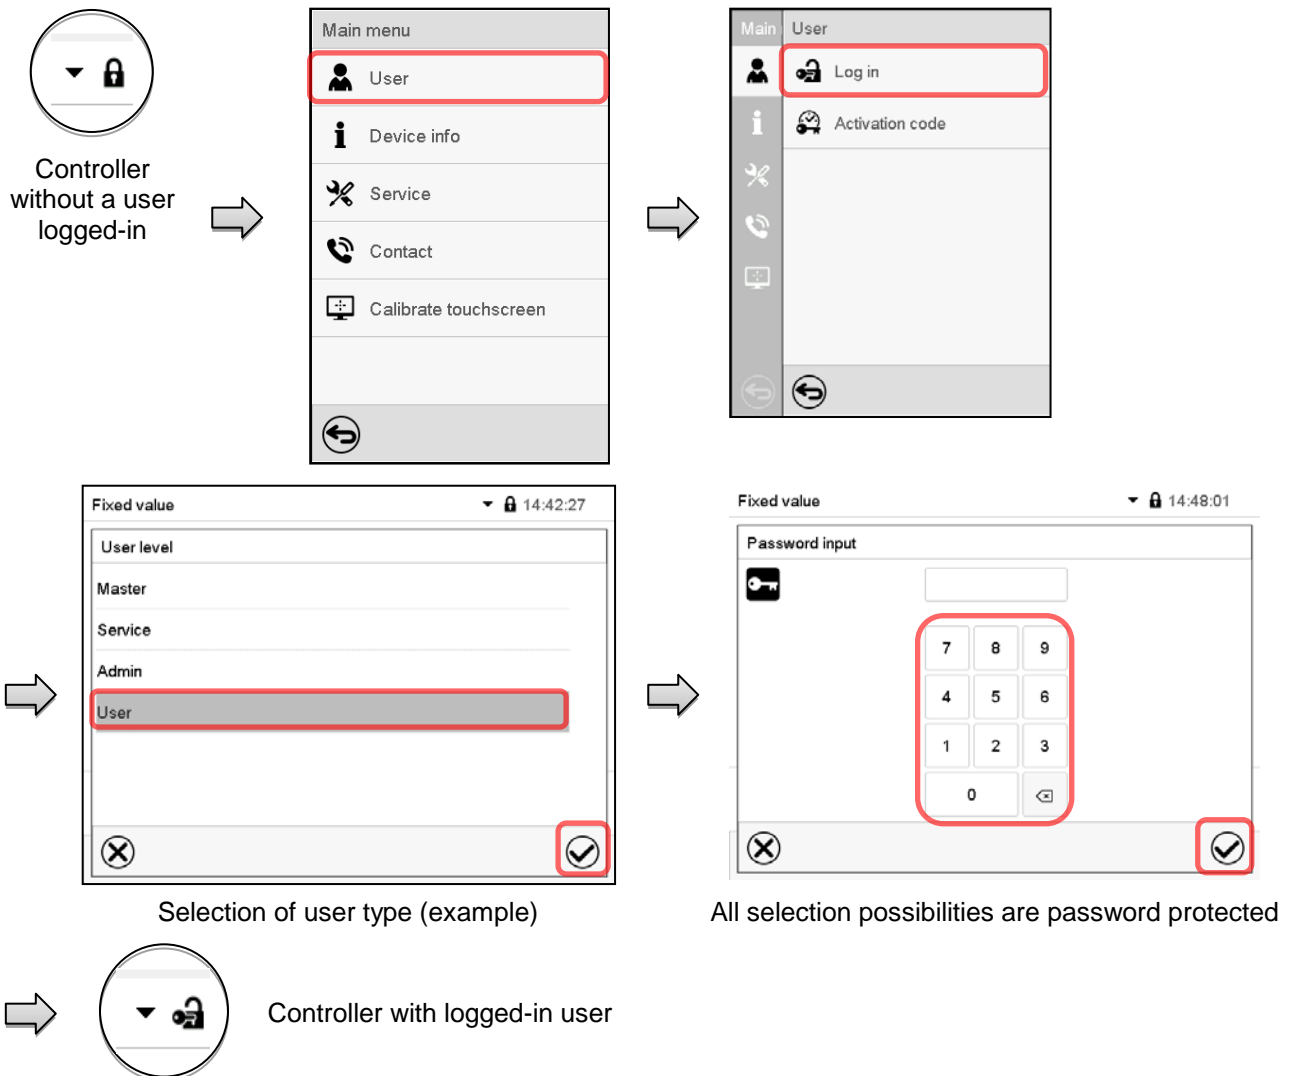 Controller
without a user
logged-in
Main menu
User
Device info
Service
Contact
Calibrate touchscreen
Main
User
Log in
Activation code
Fixed value
14:42:27
User level
Master
Service
Admin
User
Selection of user type (example)
Fixed value
14:48:01
Password input
7 8 9
4 5 6
1 2 3
0
All selection possibilities are password protected
Controller with logged-in user